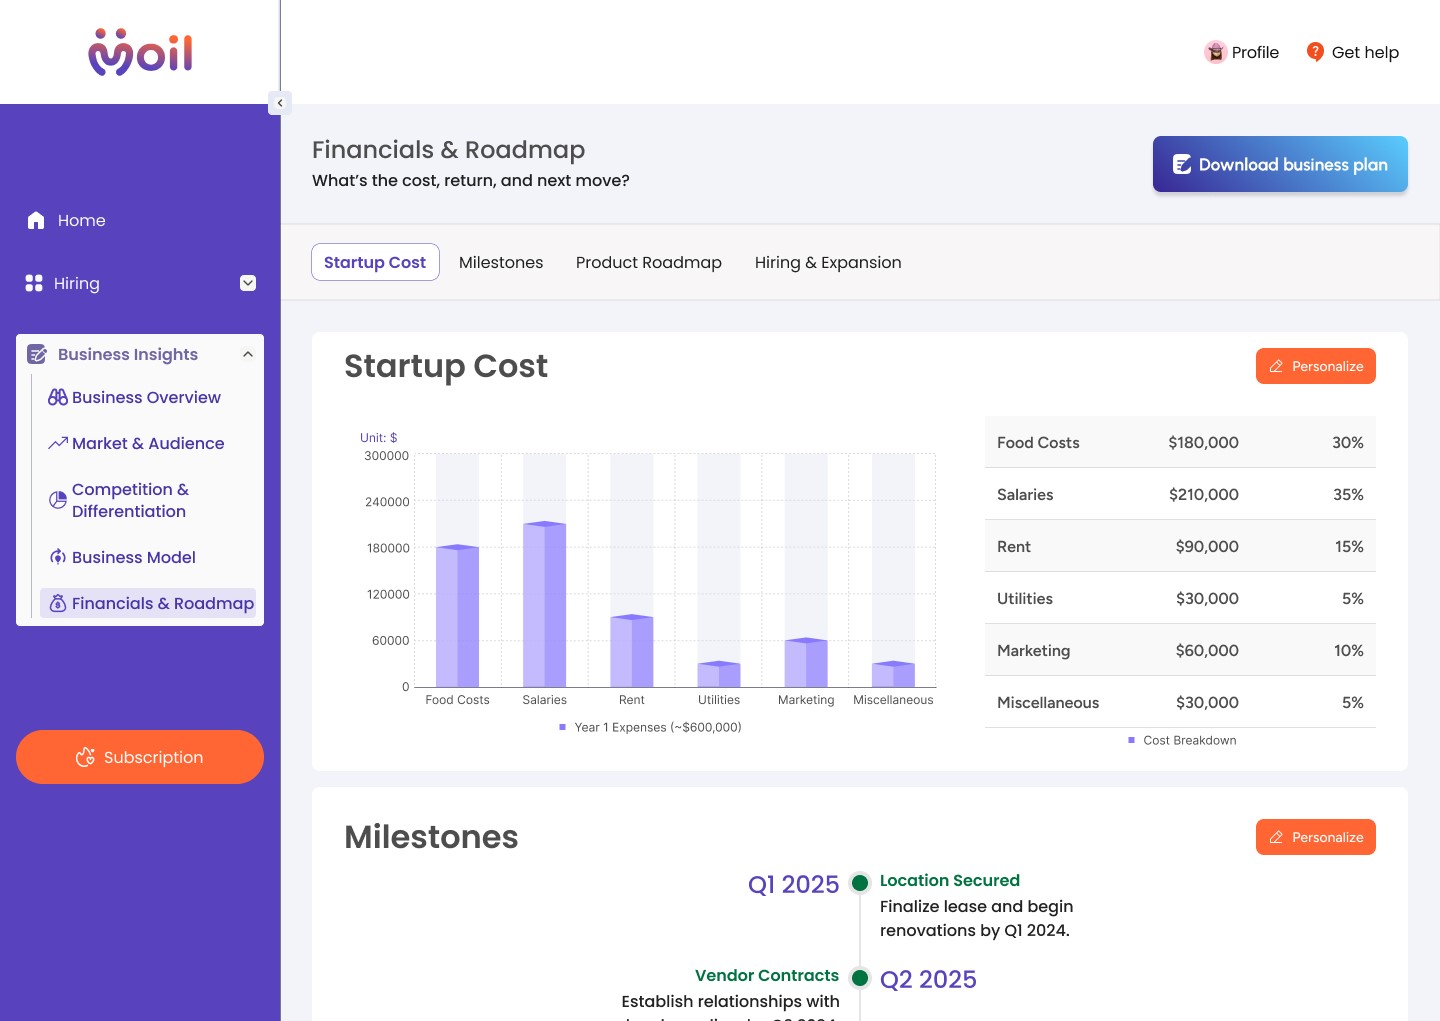 Moil
Profile
Get help
Financials & Roadmap
What's the cost, return, and next move?
Download business plan
Home
Hiring
Business Insights
Business Overview
Market & Audience
Competition &
Differentiation
Business Model
Financials & Roadmap
Subscription
Startup Cost
Milestones
Product Roadmap
Hiring & Expansion
Startup Cost
Personalize
Unit: $
300000
240000
180000
120000
60000
0
Food Costs
Salaries
Rent
Utilities
Marketing
Miscellaneous
Year 1 Expenses (~$600,000)
Food Costs $180,000 30%
Salaries $210,000 35%
Rent $90,000 15%
Utilities $30,000 5%
Marketing $60,000 10%
Miscellaneous $30,000 5%
Cost Breakdown
Milestones
Personalize
Q1 2025
Location Secured
Finalize lease and begin
renovations by Q1 2024.
Vendor Contracts
Q2 2025
Establish relationships with